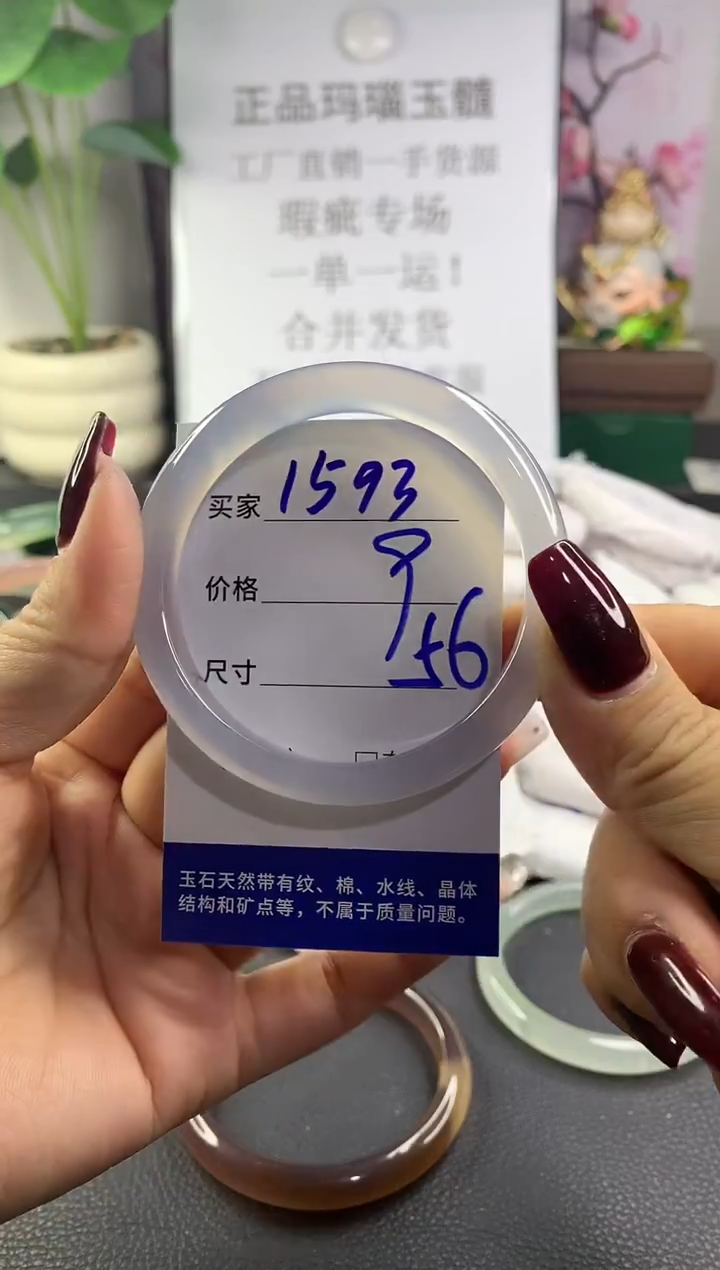 正品玛瑙玉髓
工厂直销一手货源
瑕疵专场
一单一运！
合并发货
买家 1593
价格 9
尺寸 56
玉石天然带有纹、棉、水线、晶体
结构和矿点等，不属于质量问题。